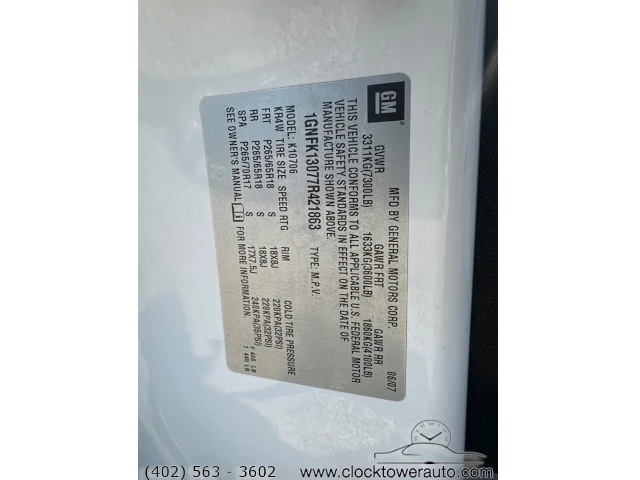 GM
MFD BY GENERAL MOTORS CORP. 06/07
GVWR GAWR FRT GAWR RR
3311KG(7300LB) 1633KG(3600LB) 1860KG(4100LB)
THIS VEHICLE CONFORMS TO ALL APPLICABLE U.S. FEDERAL MOTOR
VEHICLE SAFETY STANDARDS IN EFFECT ON THE DATE OF
MANUFACTURE SHOWN ABOVE.
1GNFK13077R421863 TYPE: M.P.V.
MODEL: K10706
KR4W TIRE SIZE SPEED RTG RIM COLD TIRE PRESSURE
FRT P265/65R18 S 18X8J 220KPA(32PSI)
RR P265/65R18 S 18X8J 220KPA(32PSI)
SPA P265/70R17 S 17X7.5J 240KPA(35PSI)
SEE OWNER'S MANUAL FOR MORE INFORMATION.
(402) 563 - 3602 www.clocktowerauto.com